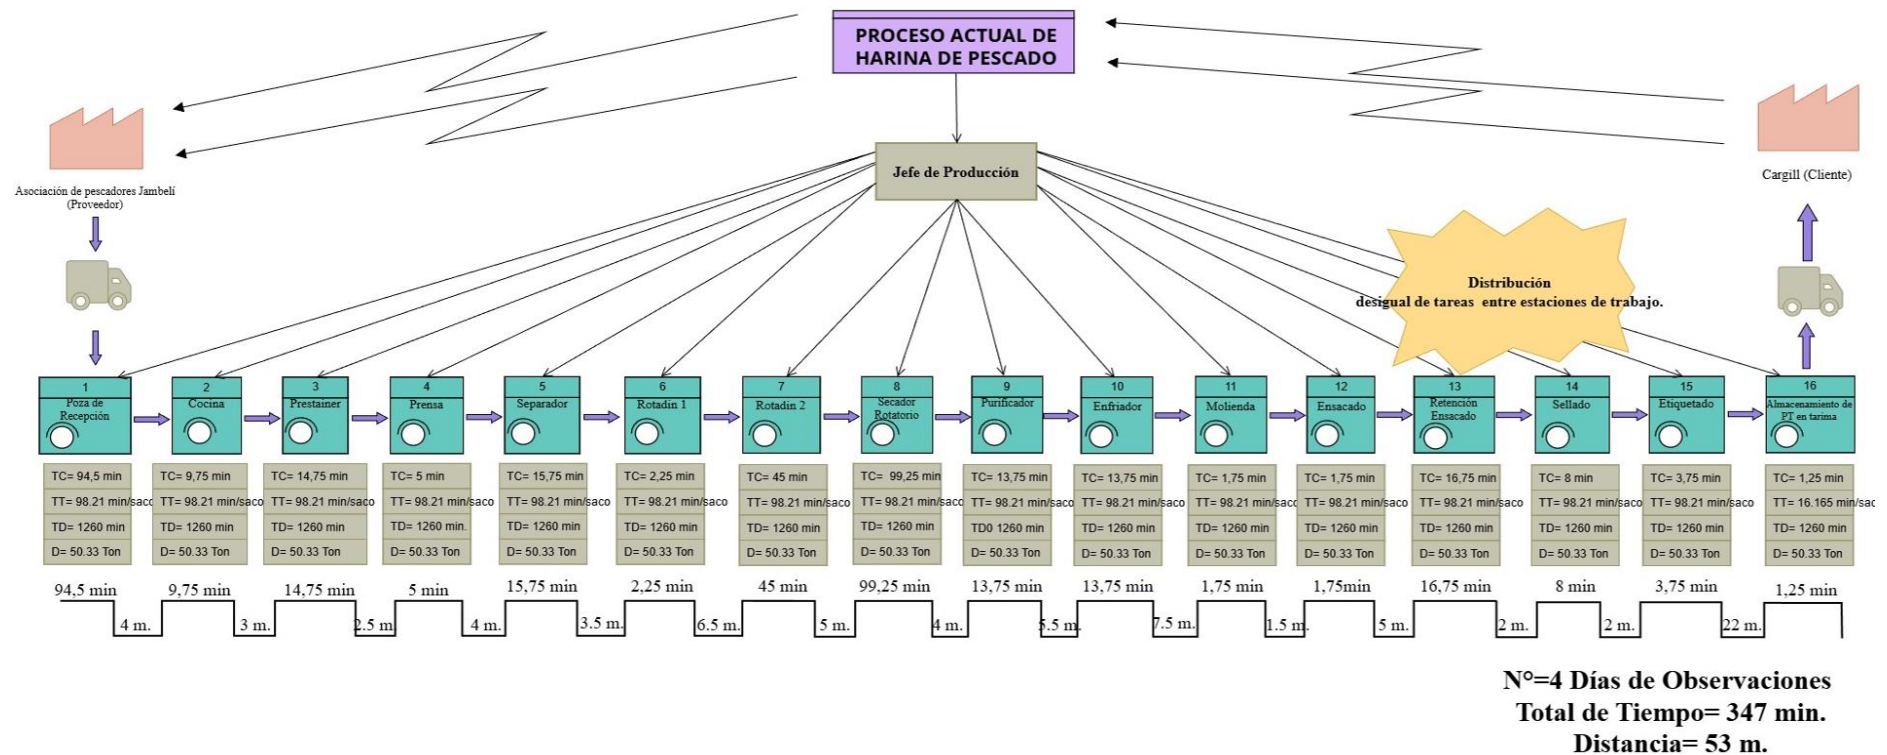 PROCESO ACTUAL DE
HARINA DE PESCADO
Jefe de Producción
Asociación de pescadores Jambelí
(Proveedor)
Cargill (Cliente)
Distribución
desigual de tareas entre estaciones de trabajo.
1
Poza de
Recepción
2
Cocina
3
Prestainer
4
Prensa
5
Separador
6
Rotadin 1
7
Rotadin 2
8
Secador
Rotatorio
9
Purificador
10
Enfriador
11
Molienda
12
Ensacado
13
Retención
Ensacado
14
Sellado
15
Etiquetado
16
Almacenamiento de
PT en tarima
TC= 94,5 min
TT= 98.21 min/saco
TD= 1260 min
D= 50.33 Ton
TC= 9,75 min
TT= 98.21 min/saco
TD= 1260 min
D= 50.33 Ton
TC= 14,75 min
TT= 98.21 min/saco
TD= 1260 min
D= 50.33 Ton
TC= 5 min
TT= 98.21 min/saco
TD= 1260 min.
D= 50.33 Ton
TC= 15,75 min
TT= 98.21 min/saco
TD= 1260 min
D= 50.33 Ton
TC= 2,25 min
TT= 98.21 min/saco
TD= 1260 min
D= 50.33 Ton
TC= 45 min
TT= 98.21 min/saco
TD= 1260 min
D= 50.33 Ton
TC= 99,25 min
TT= 98.21 min/saco
TD= 1260 min
D= 50.33 Ton
TC= 13,75 min
TT= 98.21 min/saco
TD0 1260 min
D= 50.33 Ton
TC= 13,75 min
TT= 98.21 min/saco
TD= 1260 min
D= 50.33 Ton
TC= 1,75 min
TT= 98.21 min/saco
TD= 1260 min
D= 50.33 Ton
TC= 1,75 min
TT= 98.21 min/saco
TD= 1260 min
D= 50.33 Ton
TC= 16,75 min
TT= 98.21 min/saco
TD= 1260 min
D= 50.33 Ton
TC= 8 min
TT= 98.21 min/saco
TD= 1260 min
D= 50.33 Ton
TC= 3,75 min
TT= 98.21 min/saco
TD= 1260 min
D= 50.33 Ton
TC= 1,25 min
TT= 16.165 min/sac
TD= 1260 min
D= 50.33 Ton
94,5 min
4 m.
9,75 min
3 m.
14,75 min
2.5 m
5 min
4 m.
15,75 min
3.5 m.
2,25 min
6.5 m.
45 min
5 m.
99,25 min
4 m.
13,75 min
5.5 m.
13,75 min
7.5 m.
1,75 min
1.5 m.
1,75min
5 m.
16,75 min
2 m.
8 min
2 m.
3,75 min
22 m.
1,25 min
N°=4 Días de Observaciones
Total de Tiempo= 347 min.
Distancia= 53 m.